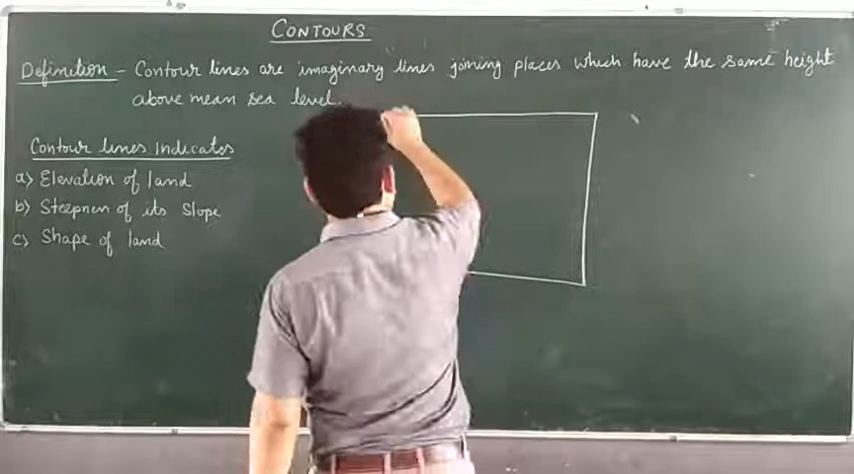 CONTOURS
Definition - Contour lines are imaginary lines joining places which have the same height
above mean sea level.
Contour lines indicates
a) Elevation of land
b) Steepness of its Slope
c) Shape of land